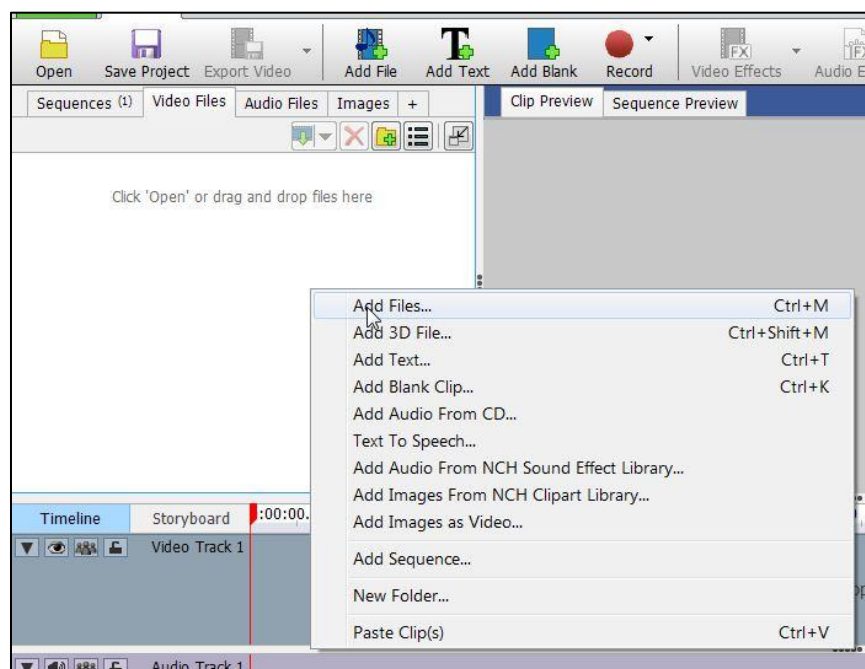 Open Save Project Export Video Add File Add Text Add Blank Record Video Effects Audio E
Sequences (1) Video Files Audio Files Images + Clip Preview Sequence Preview
Click 'Open' or drag and drop files here
Add Files... Ctrl+M
Add 3D File... Ctrl+Shift+M
Add Text... Ctrl+T
Add Blank Clip... Ctrl+K
Add Audio From CD...
Text To Speech...
Add Audio From NCH Sound Effect Library...
Add Images From NCH Clipart Library...
Add Images as Video...
Timeline Storyboard :00:00.
Video Track 1
Add Sequence...
New Folder...
Paste Clip(s) Ctrl+V
Audio Track 1